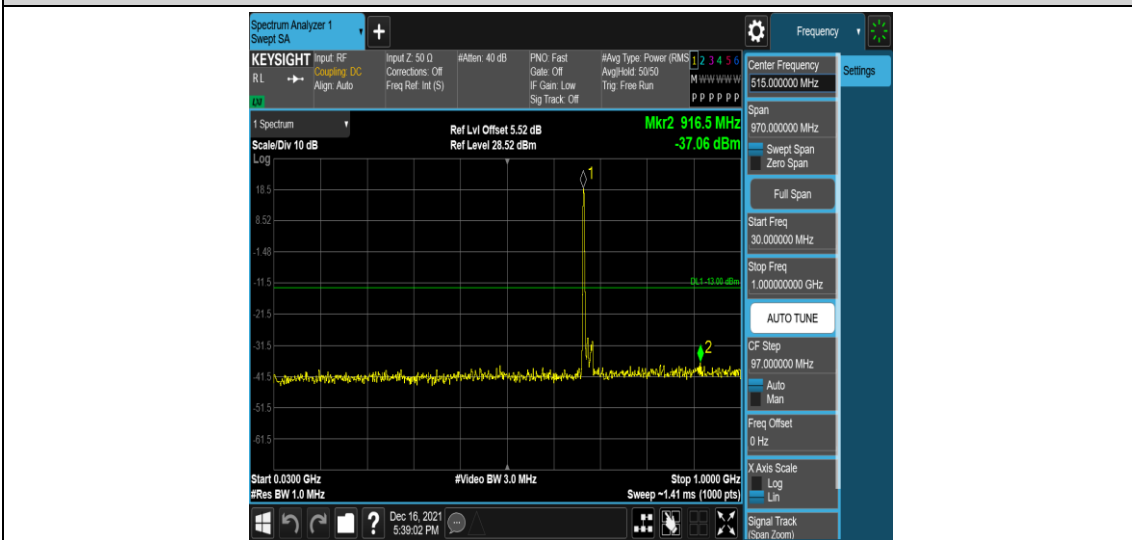 Spectrum Analyzer 1
Swept SA
+
Frequency
KEYSIGHT
Input: RF
Coupling: DC
Align: Auto
Input Z: 50 Ω
Corrections: Off
Freq Ref: Int (S)
#Atten: 40 dB
PNO: Fast
Gate: Off
IF Gain: Low
Sig Track: Off
#Avg Type: Power (RMS
Avg|Hold: 50/50
Trig: Free Run
1 2 3 4 5 6
M W W W W W
P P P P P P
R L
1 Spectrum
Scale/Div 10 dB
Log
Ref Lvl Offset 5.52 dB
Ref Level 28.52 dBm
Mkr2 916.5 MHz
-37.06 dBm
1
18.5
8.52
-1.48
-11.5
DL1 -13.00 dBm
-21.5
-31.5
2
-41.5
-51.5
-61.5
Start 0.0300 GHz
#Res BW 1.0 MHz
#Video BW 3.0 MHz
Stop 1.0000 GHz
Sweep ~1.41 ms (1000 pts)
?
Dec 16, 2021
5:39:02 PM
Center Frequency
515.000000 MHz
Settings
Span
970.000000 MHz
Swept Span
Zero Span
Full Span
Start Freq
30.000000 MHz
Stop Freq
1.000000000 GHz
AUTO TUNE
CF Step
97.000000 MHz
Auto
Man
Freq Offset
0 Hz
X Axis Scale
Log
Lin
Signal Track
(Span Zoom)